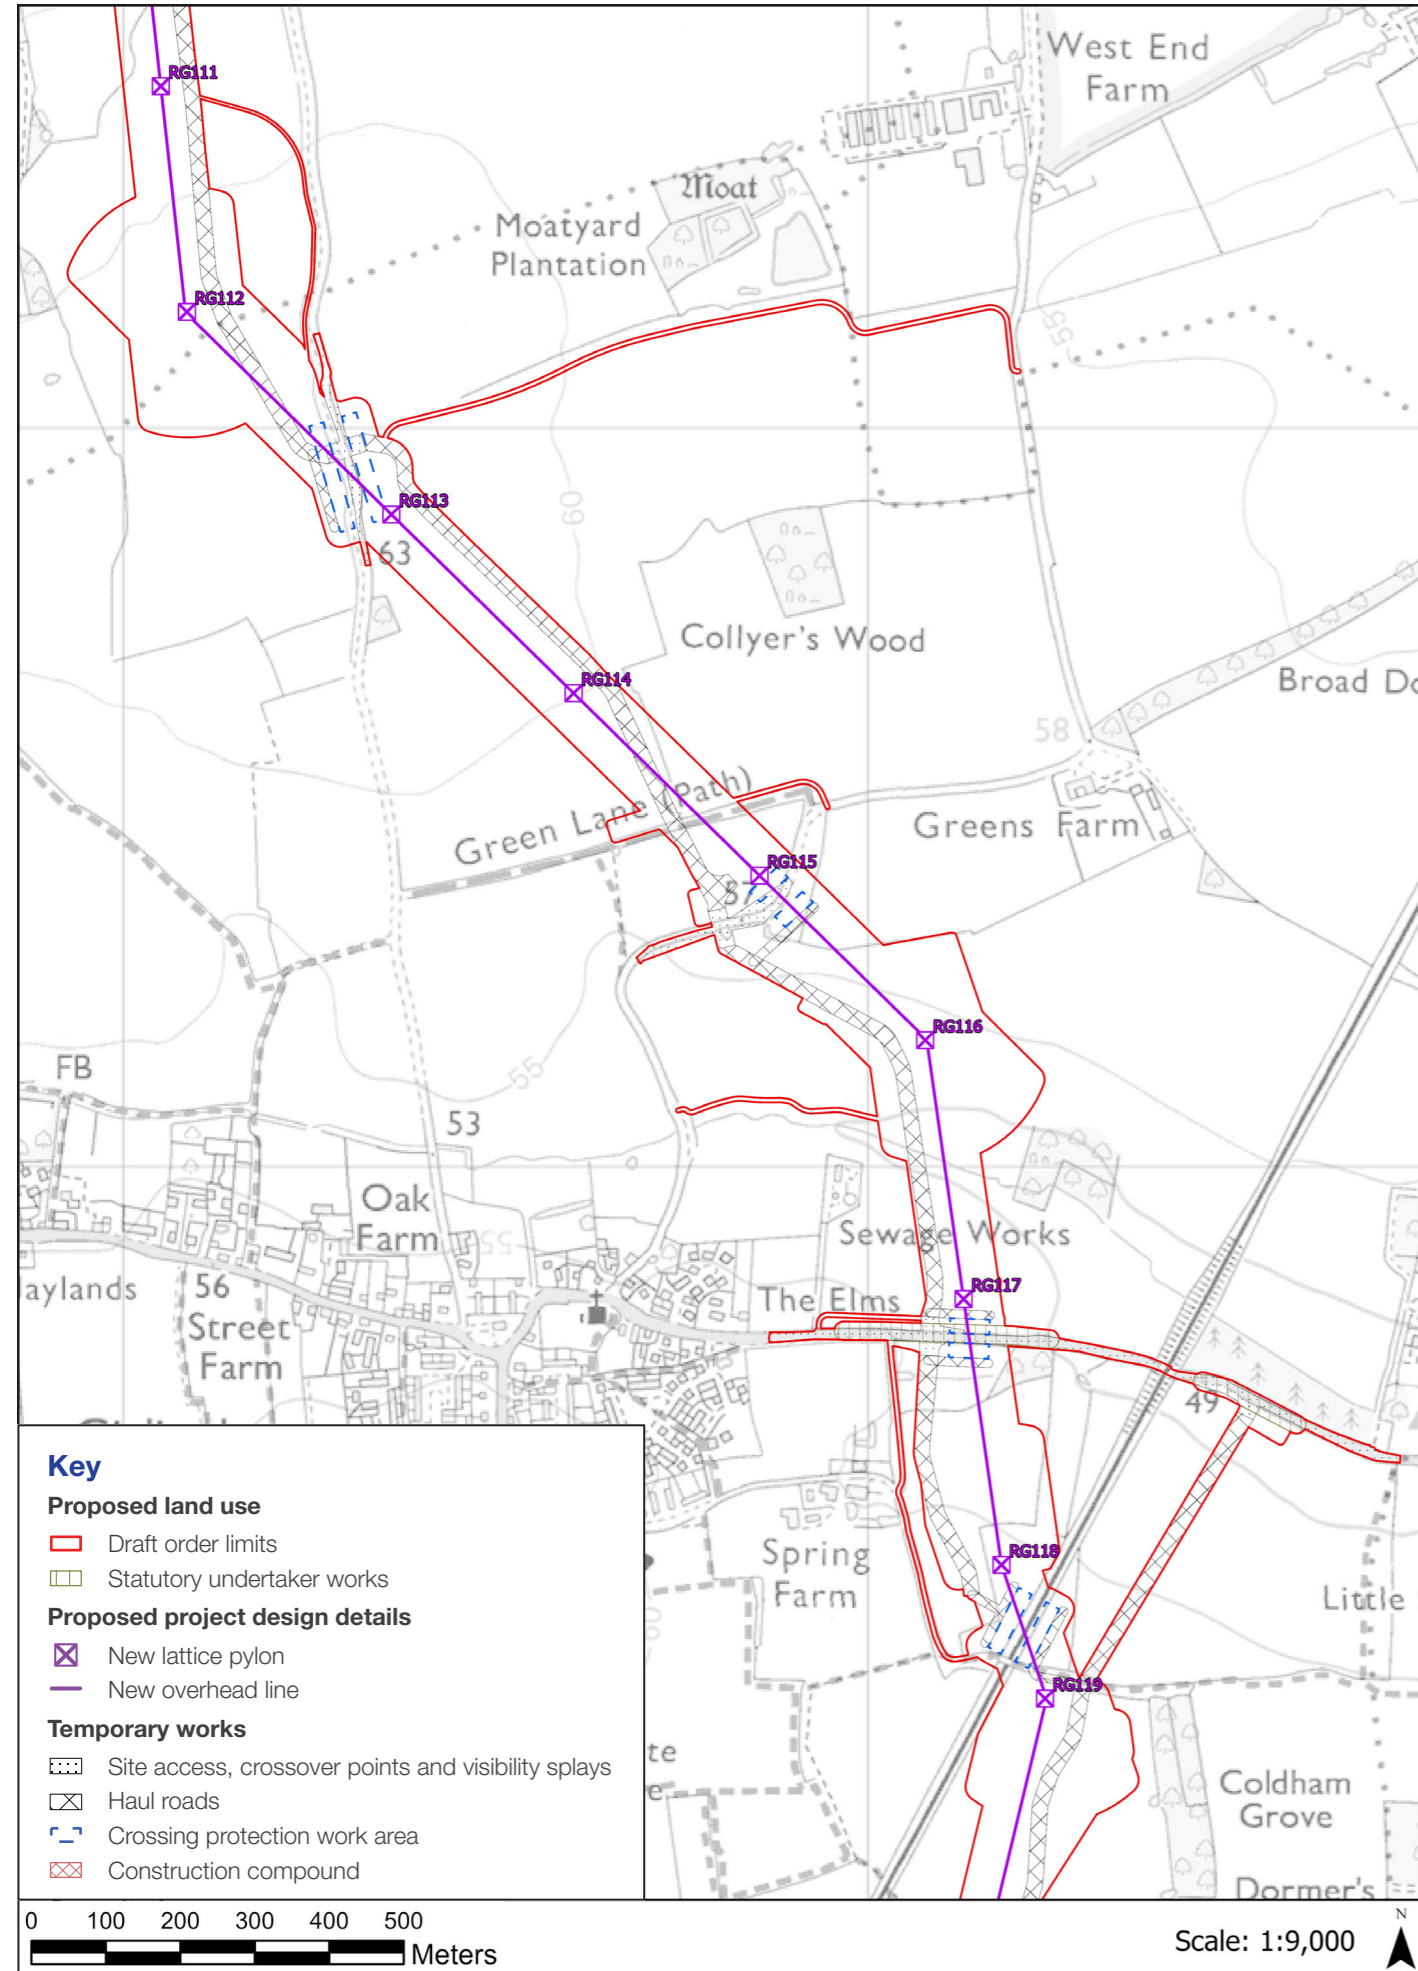 West End
Farm
RG111
Moat
Moatyard
Plantation
RG112
55
60
RG113
63
Collyer's Wood
RG114
Broad
58
Green Lane (Path)
Greens Farm
RG115
57
RG116
FB
55
53
Oak
Farm
55
Sewage Works
RG117
The Elms
56
Street
Farm
49
RG118
Spring
Farm
Little
RG119
Coldham
Grove
Dormer's
Key
Proposed land use
Draft order limits
Statutory undertaker works
Proposed project design details
New lattice pylon
New overhead line
Temporary works
Site access, crossover points and visibility splays
Haul roads
Crossing protection work area
Construction compound
0 100 200 300 400 500
Meters
Scale: 1:9,000
N